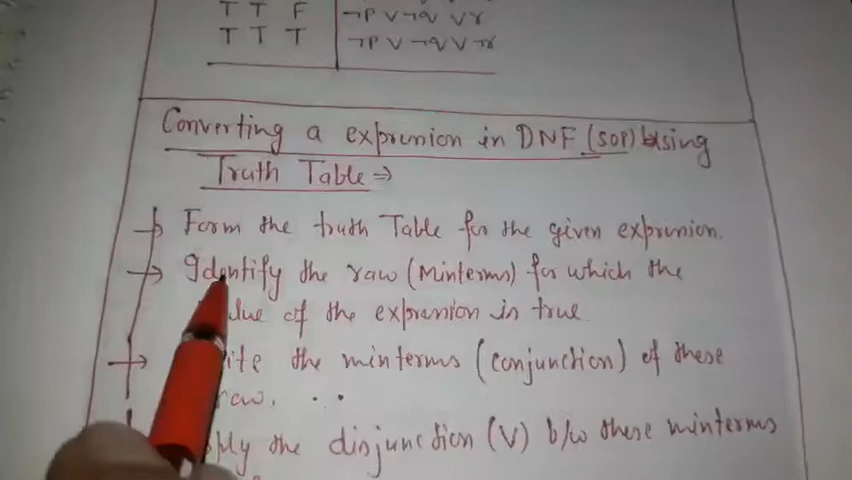 T T F ¬P V ¬q V r
T T T ¬P V ¬q V ¬r
Converting a expression in DNF (SOP) using
Truth Table ⇒
→ Form the truth Table for the given expression.
→ Identify the raw (Minterms) for which the
of the expression is true
→ the minterms (conjunction) of these
raw.
the disjunction (V) b/w these minterms